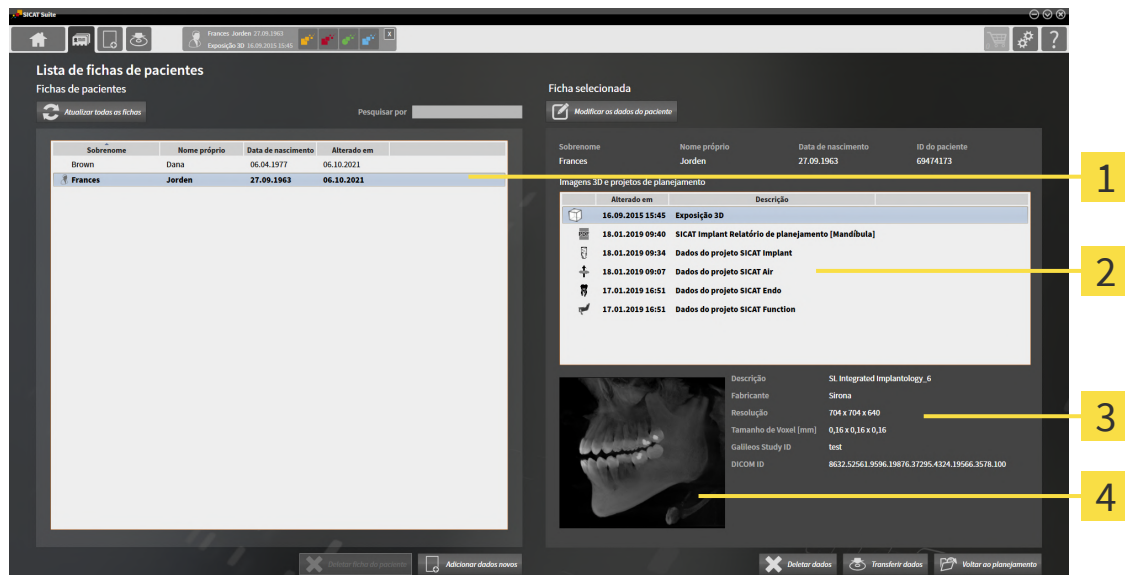 SICAT Suite
Frances Jorden 27.09.1963
Exposição 3D 16.09.2015 15:45
X
?
Lista de fichas de pacientes
Fichas de pacientes
Atualizar todas as fichas
Pesquisar por
Sobrenome Nome próprio Data de nascimento Alterado em
Brown Dana 06.04.1977 06.10.2021
Frances Jorden 27.09.1963 06.10.2021
Deletar ficha do paciente
Adicionar dados novos
Ficha selecionada
Modificar os dados do paciente
Sobrenome Nome próprio Data de nascimento ID do paciente
Frances Jorden 27.09.1963 69474173
Imagens 3D e projetos de planejamento
Alterado em Descrição
16.09.2015 15:45 Exposição 3D
18.01.2019 09:40 SICAT Implant Relatório de planejamento [Mandíbula]
18.01.2019 09:34 Dados do projeto SICAT Implant
18.01.2019 09:07 Dados do projeto SICAT Air
17.01.2019 16:51 Dados do projeto SICAT Endo
17.01.2019 16:51 Dados do projeto SICAT Function
Descrição SL Integrated Implantology_6
Fabricante Sirona
Resolução 704 x 704 x 640
Tamanho de Voxel [mm] 0,16 x 0,16 x 0,16
Galileos Study ID test
DICOM ID 8632.52561.9596.19876.37295.4324.19566.3578.100
Deletar dados
Transferir dados
Voltar ao planejamento
1
2
3
4